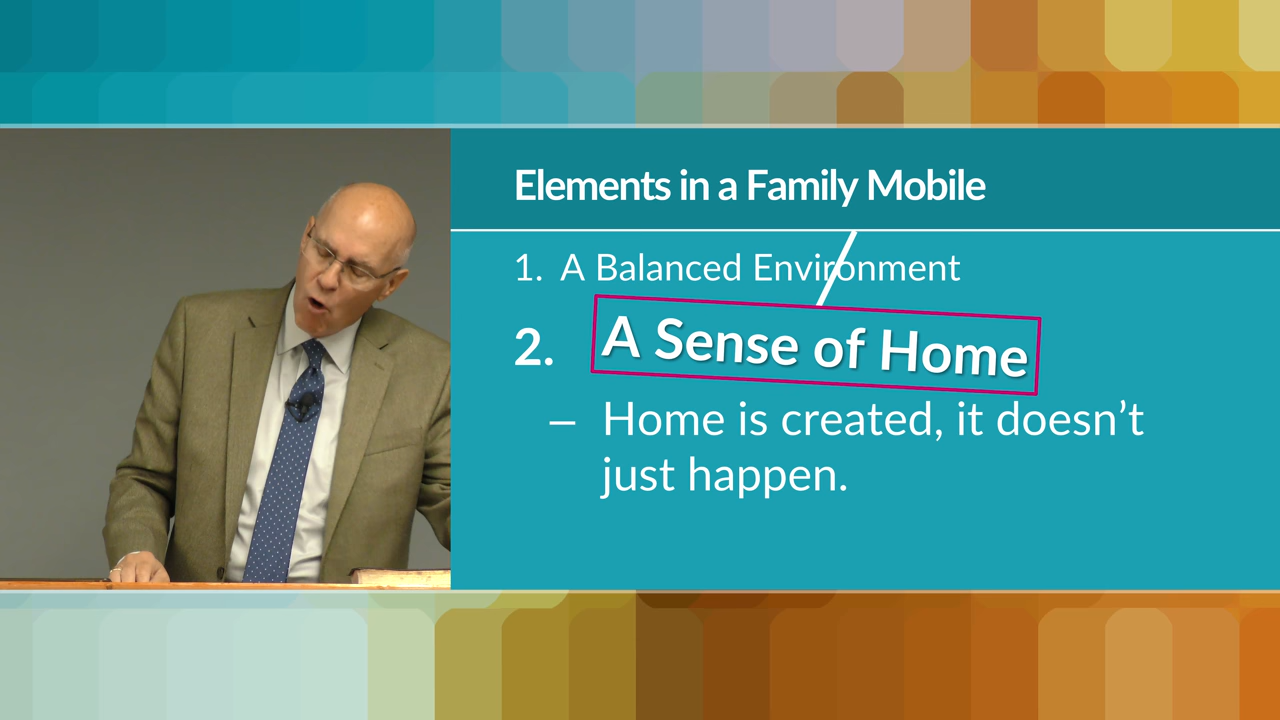 Elements in a Family Mobile
1. A Balanced Environment
2. A Sense of Home
– Home is created, it doesn’t
just happen.